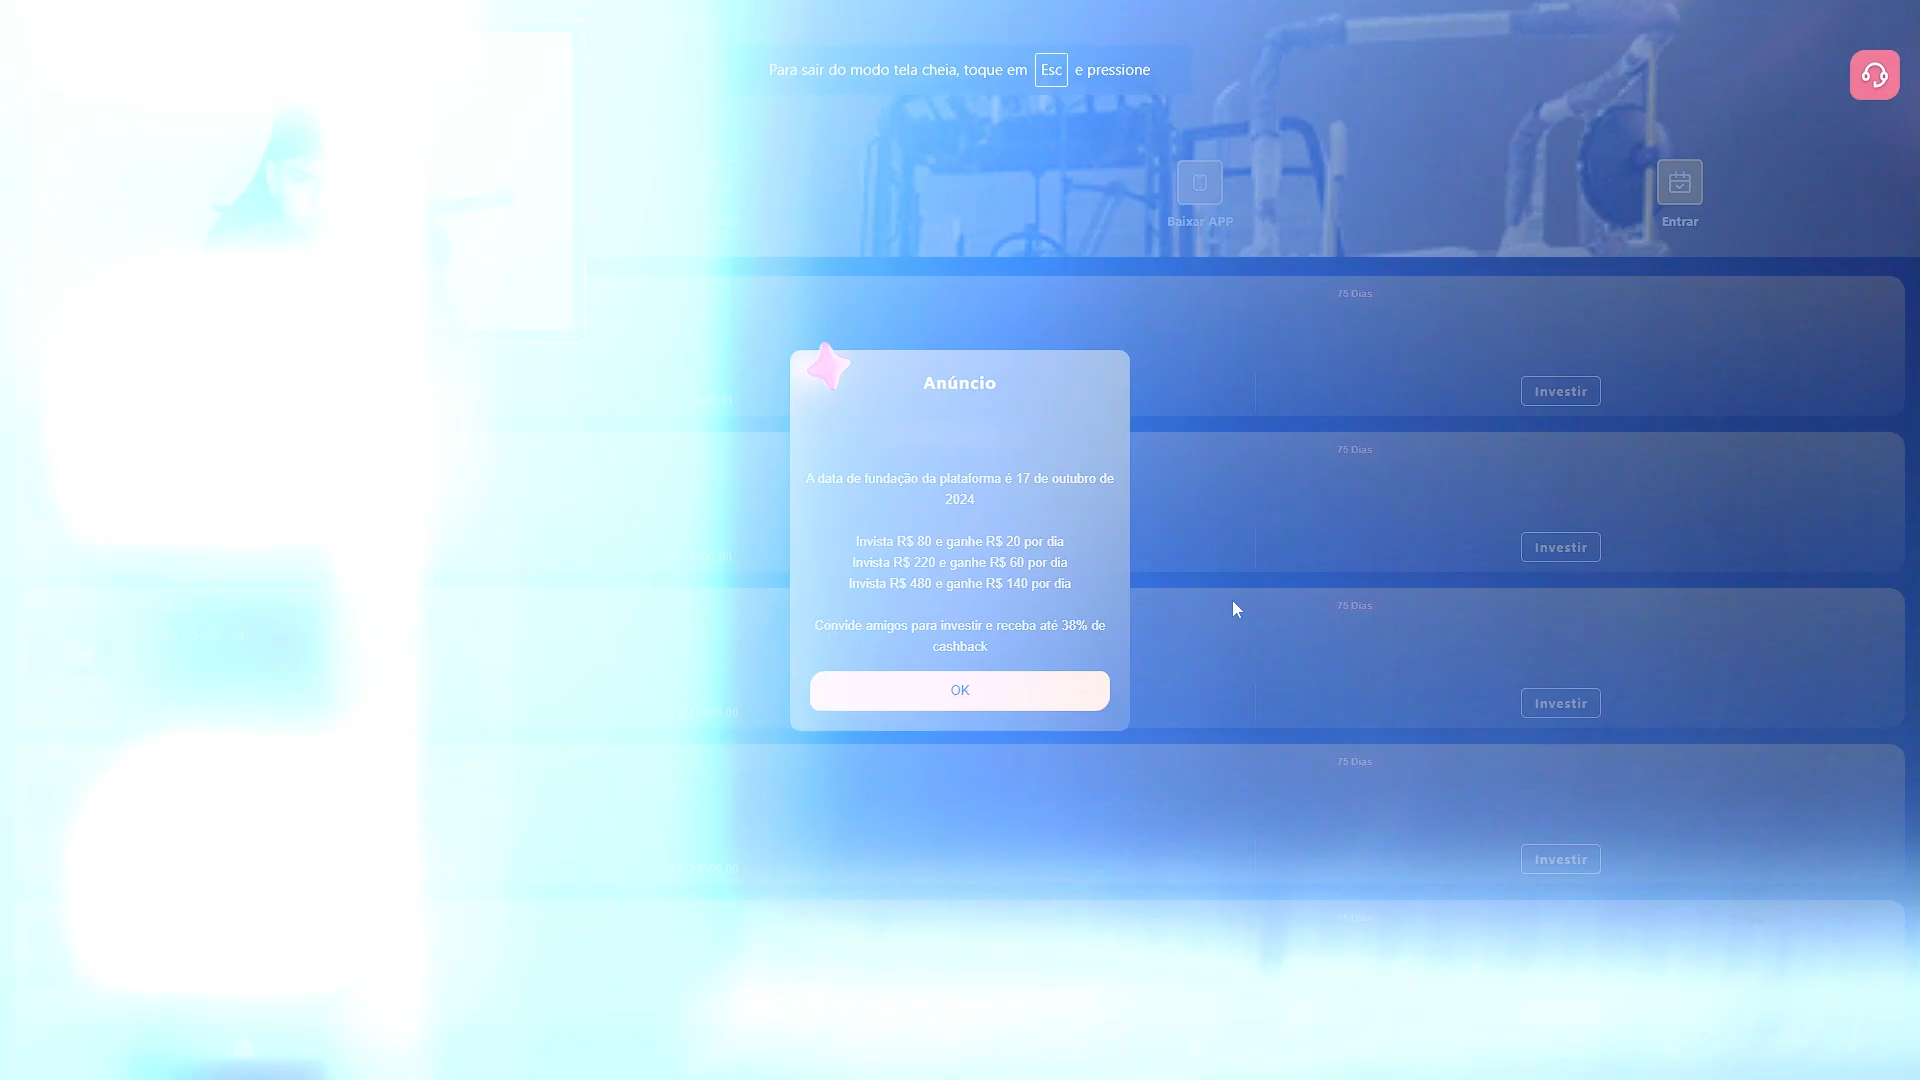 Para sair do modo tela cheia, toque em Esc e pressione
Baixar APP
Entrar
75 Dias
Investir
75 Dias
Investir
75 Dias
Investir
75 Dias
Investir
75 Dias
Anúncio
A data de fundação da plataforma é 17 de outubro de
2024
Invista R$ 80 e ganhe R$ 20 por dia
Invista R$ 220 e ganhe R$ 60 por dia
Invista R$ 480 e ganhe R$ 140 por dia
Convide amigos para investir e receba até 38% de
cashback
OK